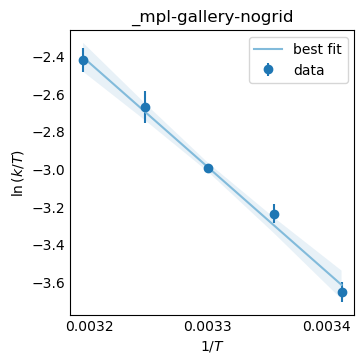 _mpl-gallery-nogrid
best fit
data
ln (k/T)
−2.4
−2.6
−2.8
−3.0
−3.2
−3.4
−3.6
0.0032
0.0033
0.0034
1/T